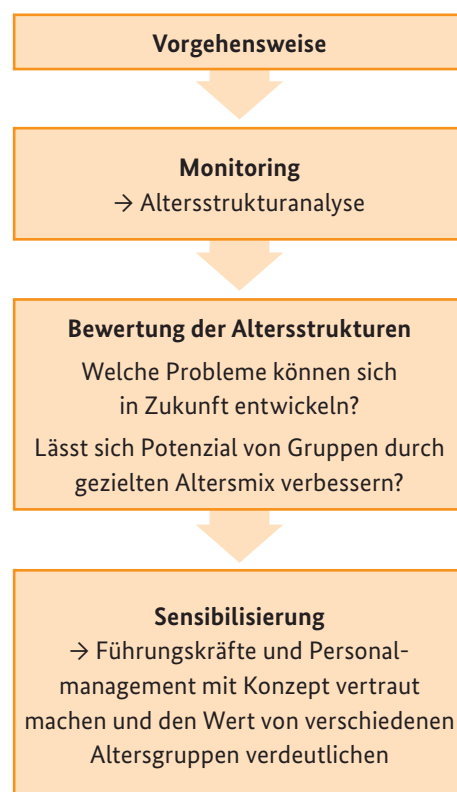 Vorgehensweise
Monitoring
→ Altersstrukturanalyse
Bewertung der Altersstrukturen
Welche Probleme können sich
in Zukunft entwickeln?
Lässt sich Potenzial von Gruppen durch
gezielten Altersmix verbessern?
Sensibilisierung
→ Führungskräfte und Personal-
management mit Konzept vertraut
machen und den Wert von verschiedenen
Altersgruppen verdeutlichen